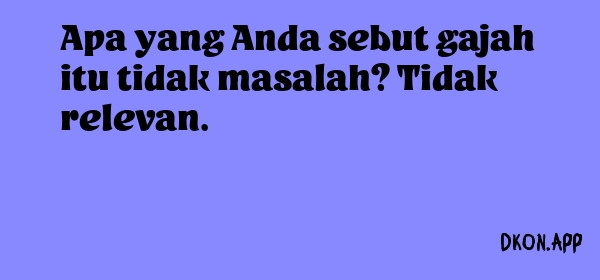 Apa yang Anda sebut gajah
itu tidak masalah? Tidak
relevan.
DKON.APP